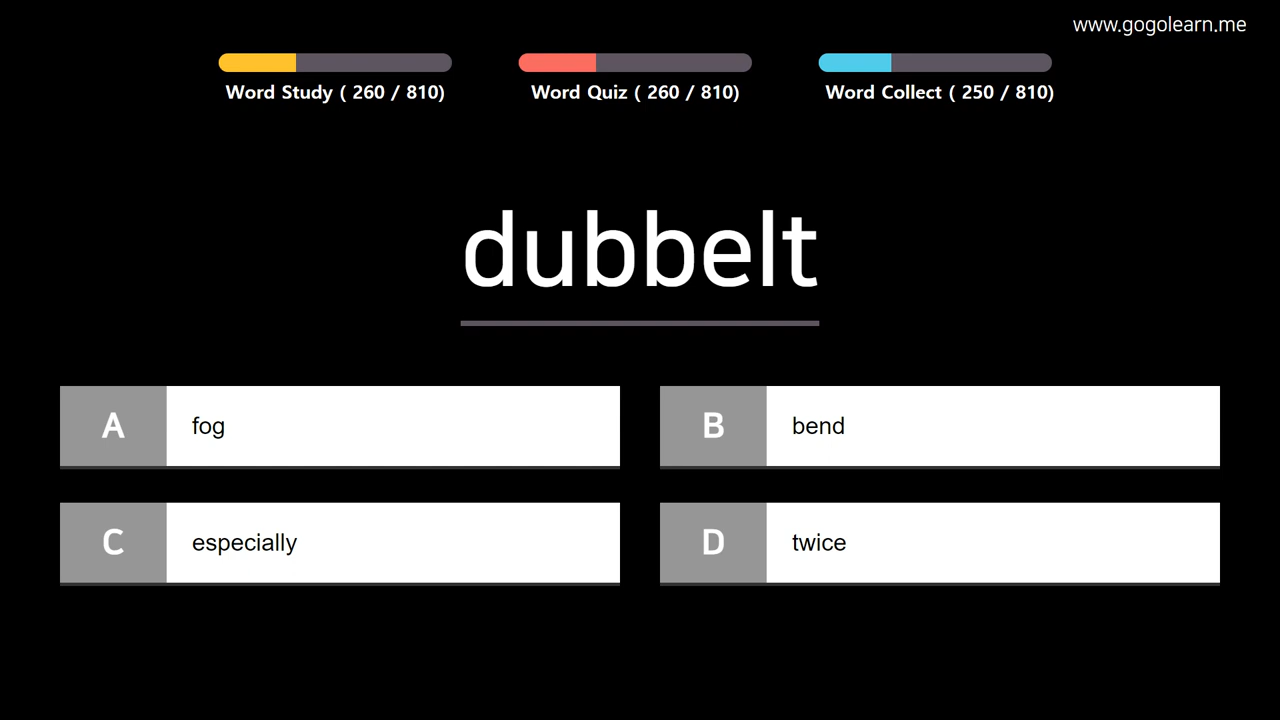 www.gogolearn.me
Word Study ( 260 / 810)
Word Quiz ( 260 / 810)
Word Collect ( 250 / 810)
dubbelt
A fog
B bend
C especially
D twice